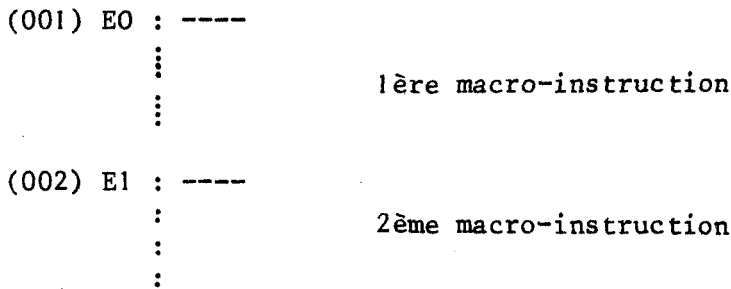 (001) E0 : ----
:
:
1ère macro-instruction
:
(002) E1 : ----
:
2ème macro-instruction
:
: